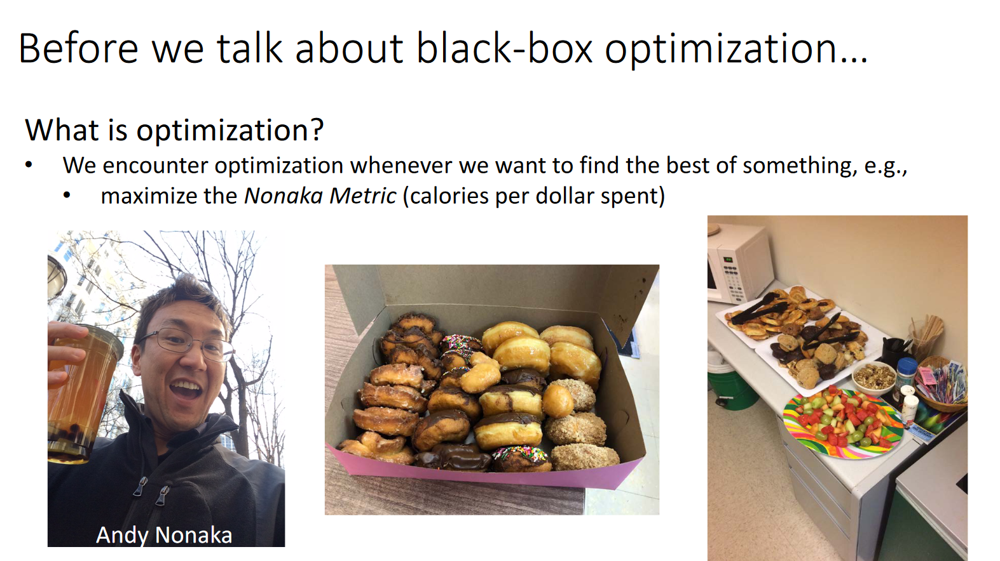 Before we talk about black-box optimization...
What is optimization?
• We encounter optimization whenever we want to find the best of something, e.g.,
• maximize the Nonaka Metric (calories per dollar spent)
Andy Nonaka